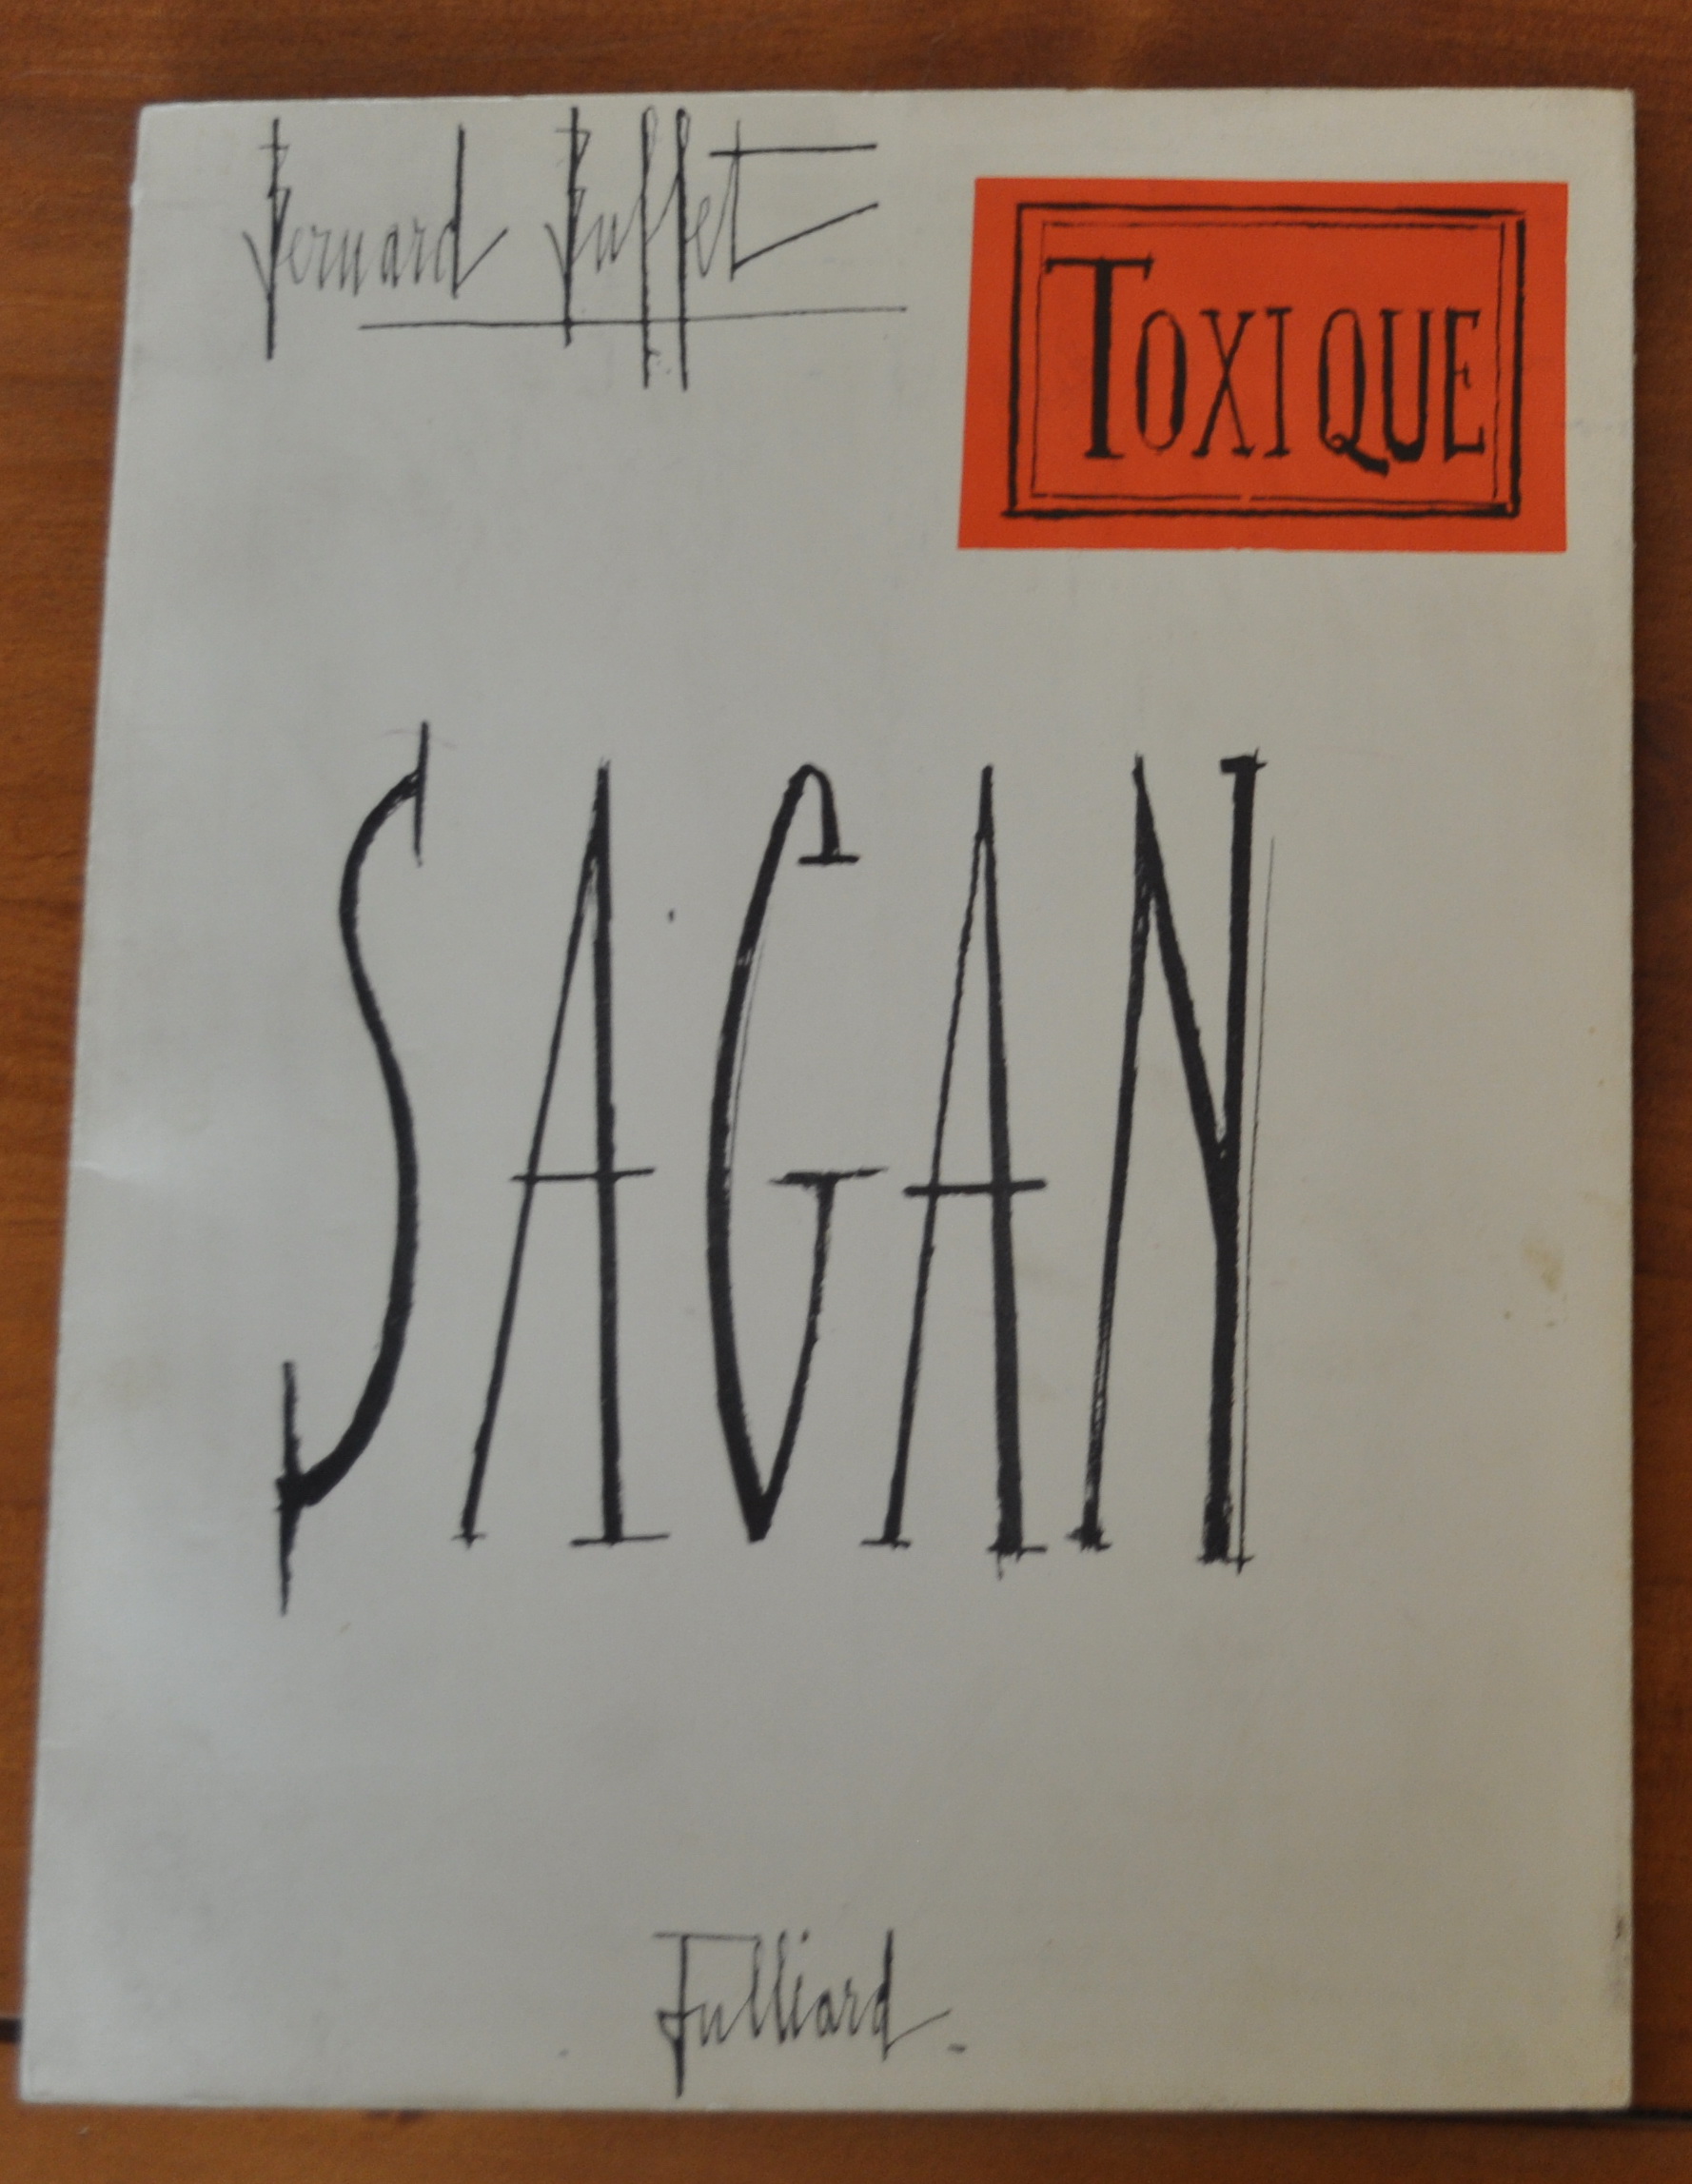 Bernard Buffet
TOXIQUE
SAGAN
Julliard